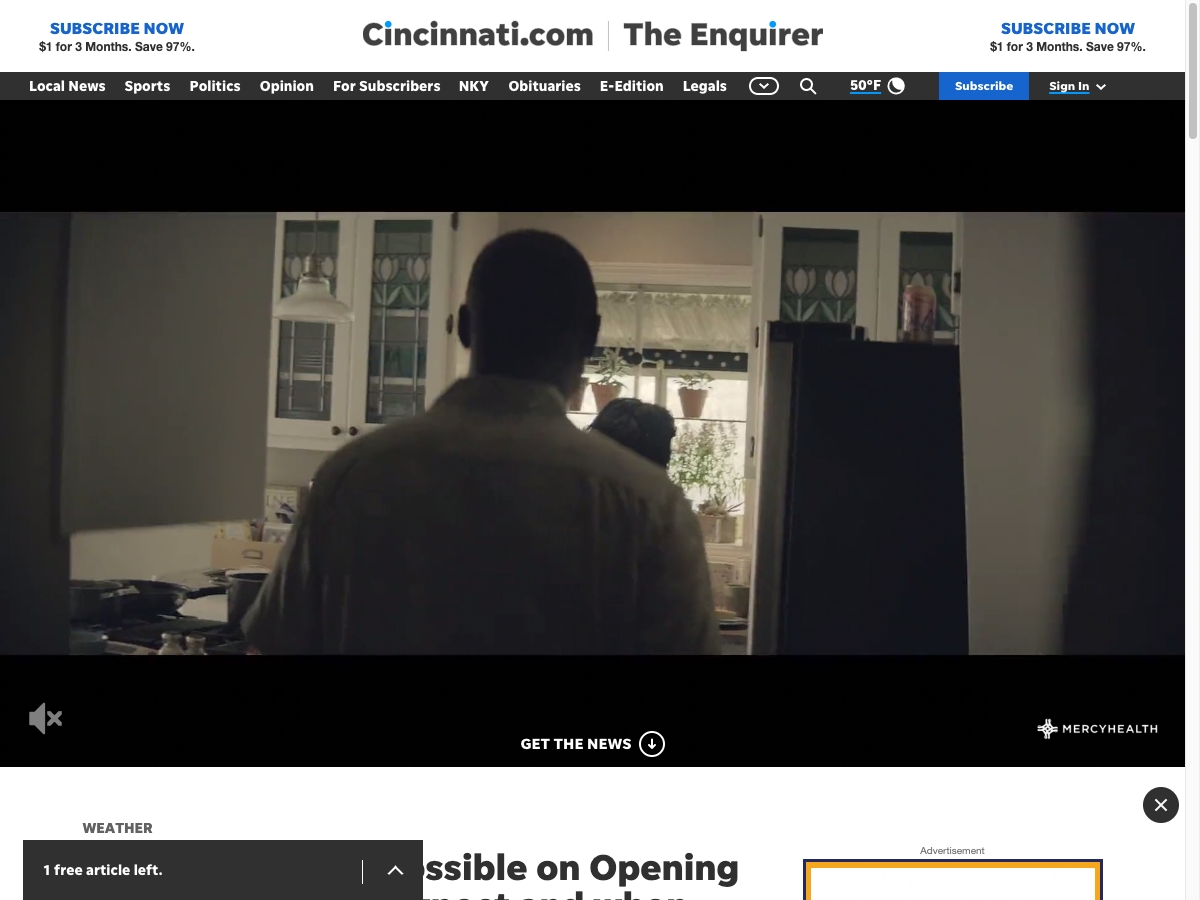 SUBSCRIBE NOW
$1 for 3 Months. Save 97%.
Cincinnati.com
The Enquirer
SUBSCRIBE NOW
$1 for 3 Months. Save 97%.
Local News
Sports
Politics
Opinion
For Subscribers
NKY
Obituaries
E-Edition
Legals
50°F
Subscribe
Sign In
GET THE NEWS
MERCYHEALTH
WEATHER
Advertisement
ssible on Opening
and when
1 free article left.